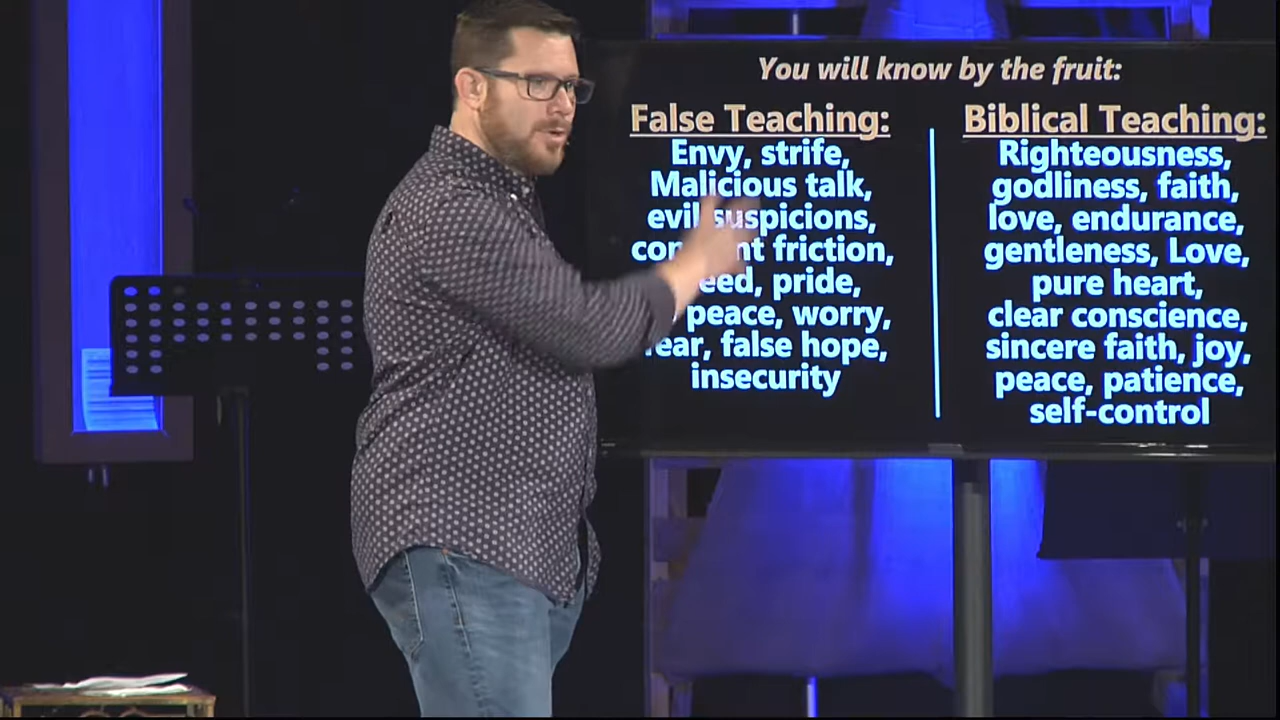 You will know by the fruit:
False Teaching:
Envy, strife,
Malicious talk,
evil suspicions,
friction,
pride,
peace, worry,
false hope,
insecurity
Biblical Teaching:
Righteousness,
godliness, faith,
love, endurance,
gentleness, Love,
pure heart,
clear conscience,
sincere faith, joy,
peace, patience,
self-control